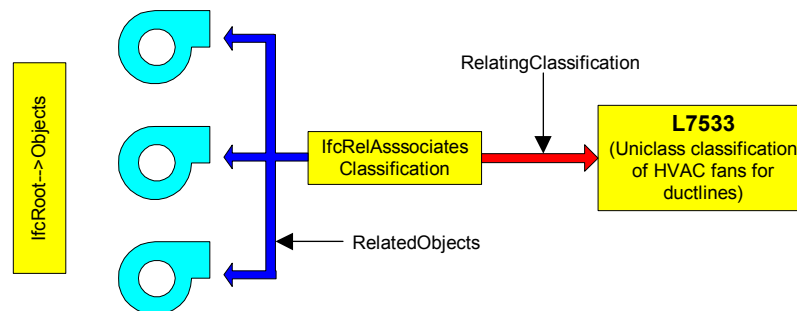 IfcRoot-->Objects
RelatingClassification
IfcRelAsssociates
Classification
L7533
(Uniclass classification
of HVAC fans for
ductlines)
RelatedObjects